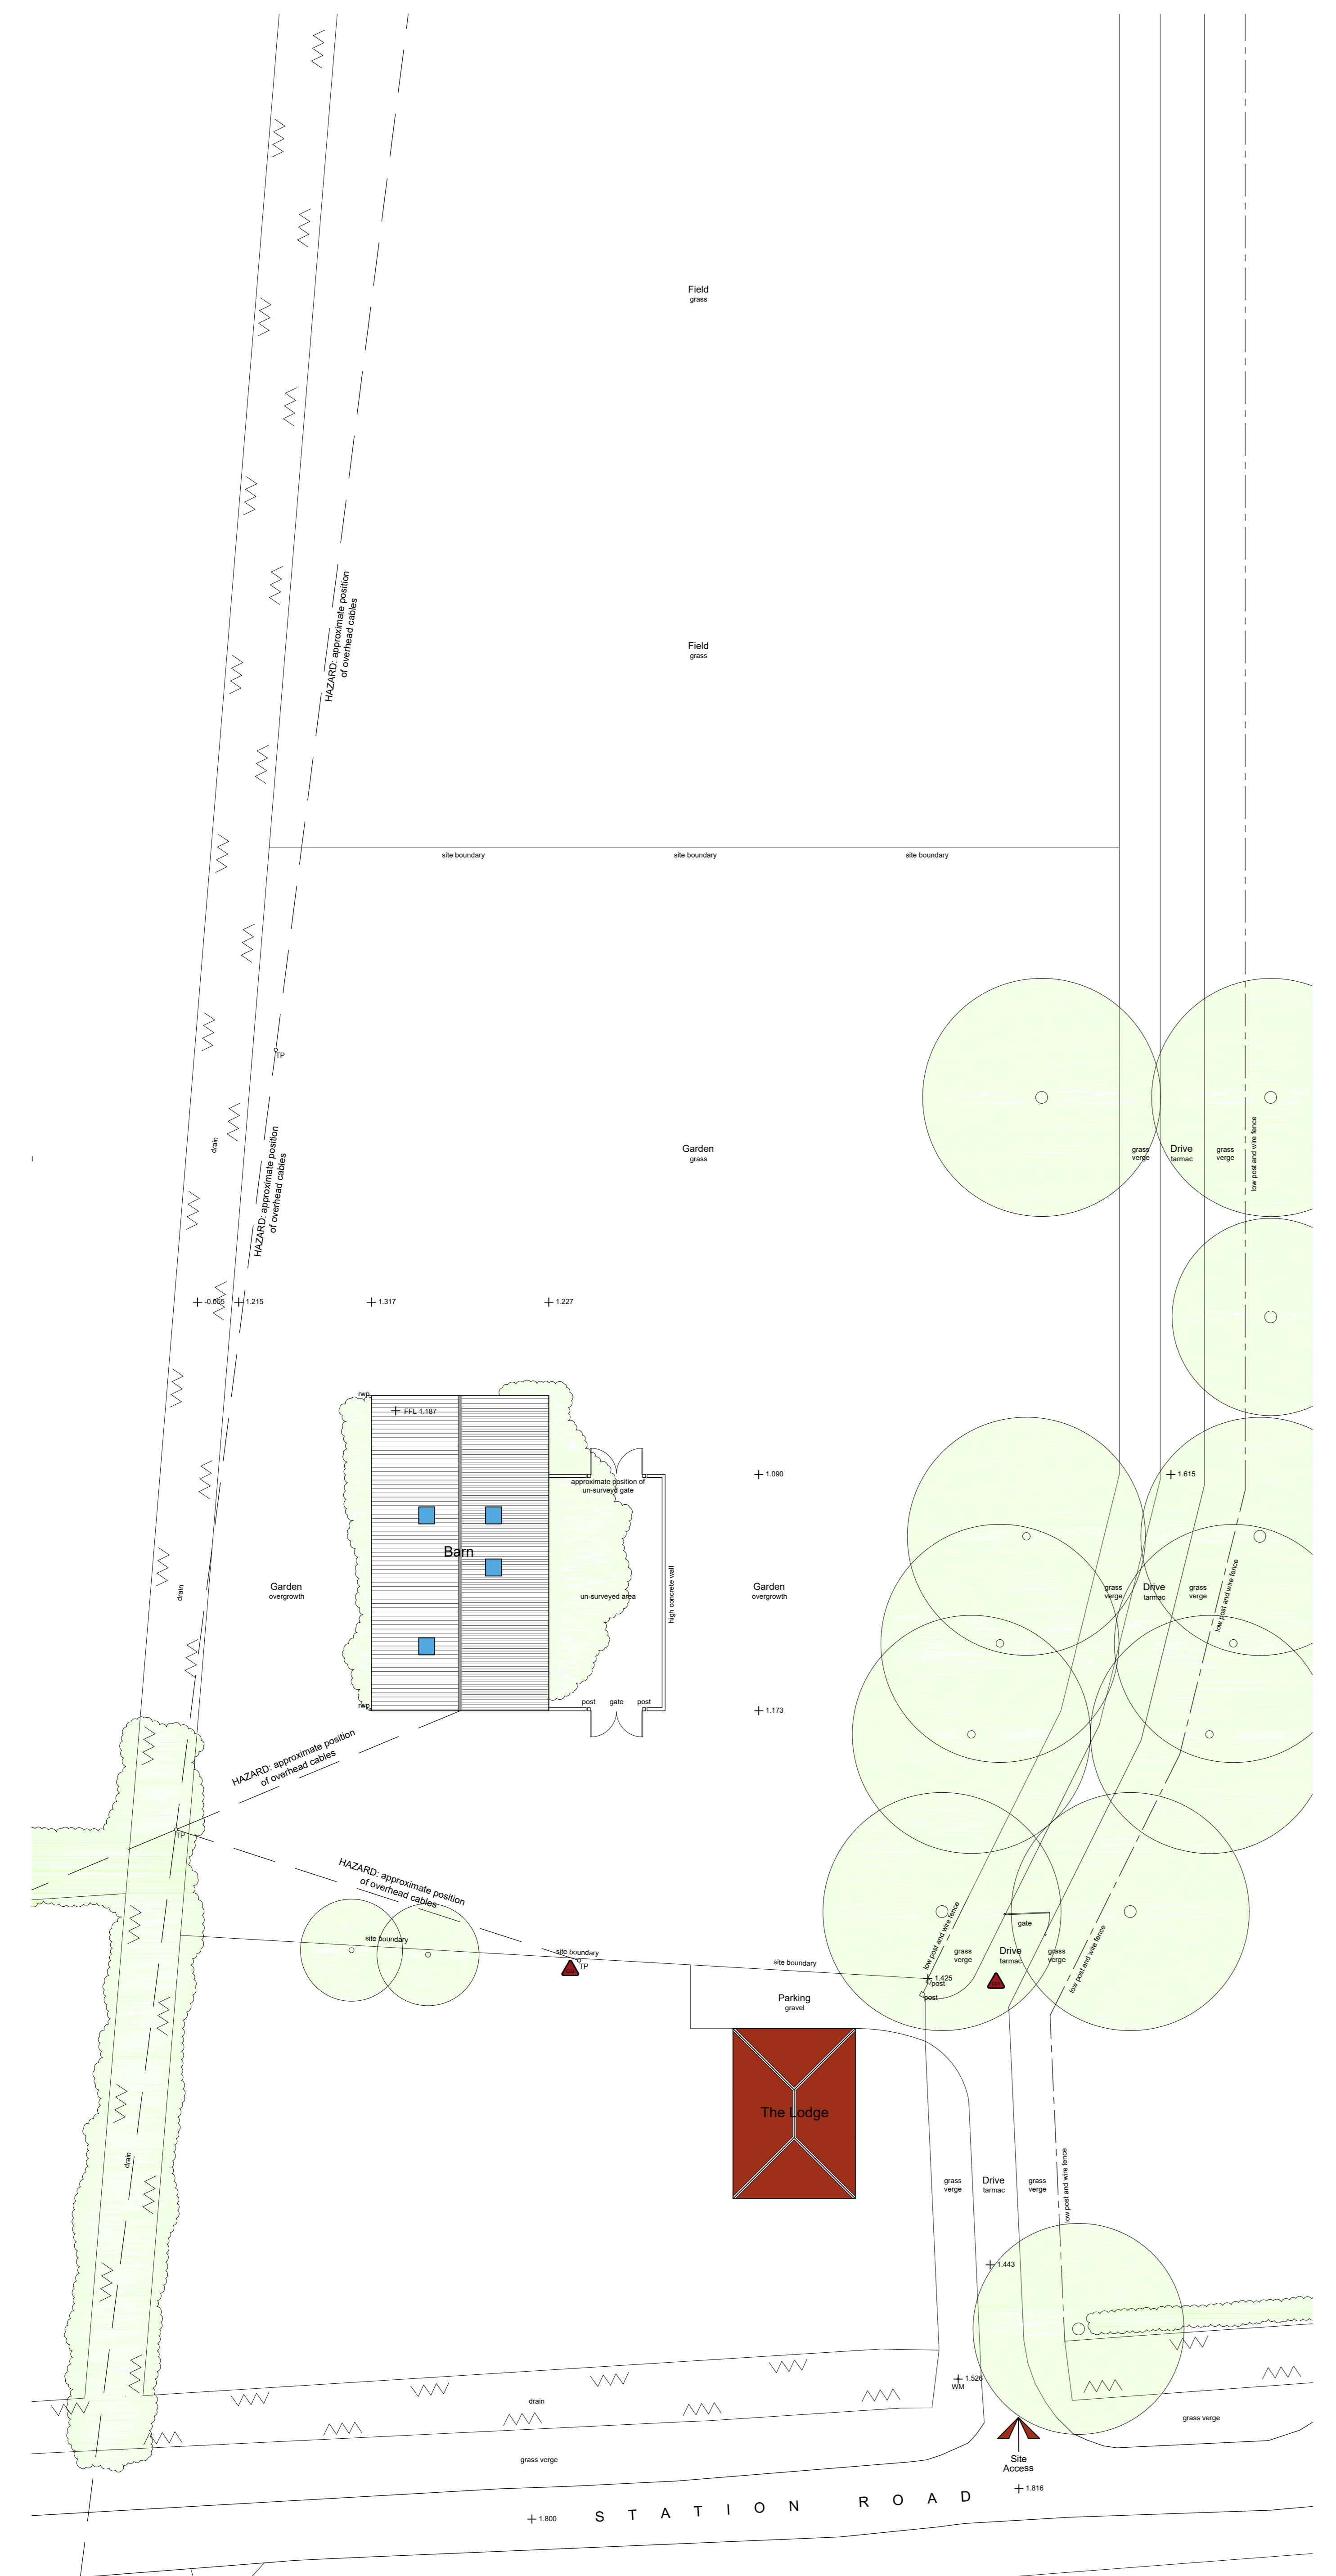 Field
grass
HAZARD: approximate position
of overhead cables
Field
grass
site boundary
site boundary
site boundary
TP
drain
HAZARD: approximate position
of overhead cables
Garden
grass
grass
verge
Drive
tarmac
grass
verge
low post and wire fence
-0.055
1.215
1.317
1.227
rwp
FFL 1.187
approximate position of
un-surveyd gate
1.090
1.615
Barn
drain
Garden
overgrowth
un-surveyed area
high concrete wall
Garden
overgrowth
grass
verge
Drive
tarmac
grass
verge
low post and wire fence
rwp
post
gate
post
1.173
HAZARD: approximate position
of overhead cables
TP
HAZARD: approximate position
of overhead cables
site boundary
site boundary
TP
site boundary
low post and wire fence
gate
grass
verge
Drive
tarmac
grass
verge
low post and wire fence
1.425
post
post
Parking
gravel
The Lodge
drain
grass
verge
Drive
tarmac
grass
verge
low post and wire fence
1.443
1.526
WM
drain
grass verge
grass verge
Site
Access
1.816
1.800
STATION ROAD